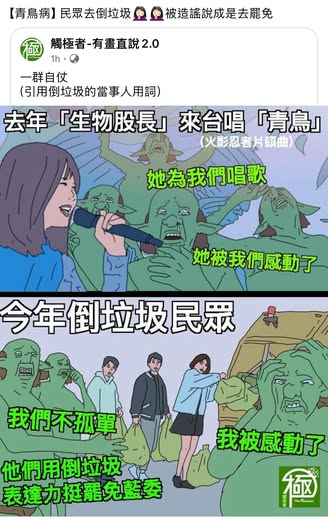 【青鳥病】民眾去倒垃圾🤦🏻‍♀️🤦🏻‍♀️被造謠說成是去罷免
觸極者-有畫直說2.0
1h
一群自仗
(引用倒垃圾的當事人用詞)
去年「生物股長」來台唱「青鳥」
(火影忍者片頭曲)
她為我們唱歌
她被我們感動了
今年倒垃圾民眾
我們不孤單
我被感動了
他們用倒垃圾
表達力挺罷免藍委
極